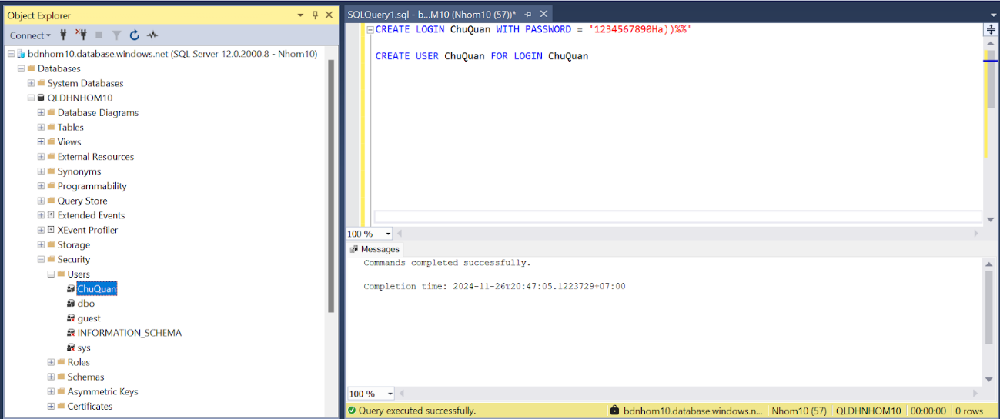 Object Explorer
Connect
bdnhom10.database.windows.net (SQL Server 12.0.2000.8 - Nhom10)
Databases
System Databases
QLDHNHOM10
Database Diagrams
Tables
Views
External Resources
Synonyms
Programmability
Query Store
Extended Events
XEvent Profiler
Storage
Security
Users
ChuQuan
dbo
guest
INFORMATION_SCHEMA
sys
Roles
Schemas
Asymmetric Keys
Certificates
SQLQuery1.sql - b...M10 (Nhom10 (57))*
CREATE LOGIN ChuQuan WITH PASSWORD = '1234567890Ha))%%'
CREATE USER ChuQuan FOR LOGIN ChuQuan
100 %
Messages
Commands completed successfully.
Completion time: 2024-11-26T20:47:05.1223729+07:00
100 %
Query executed successfully.
bdnhom10.database.windows.n... Nhom10 (57) QLDHNHOM10 00:00:00 0 rows